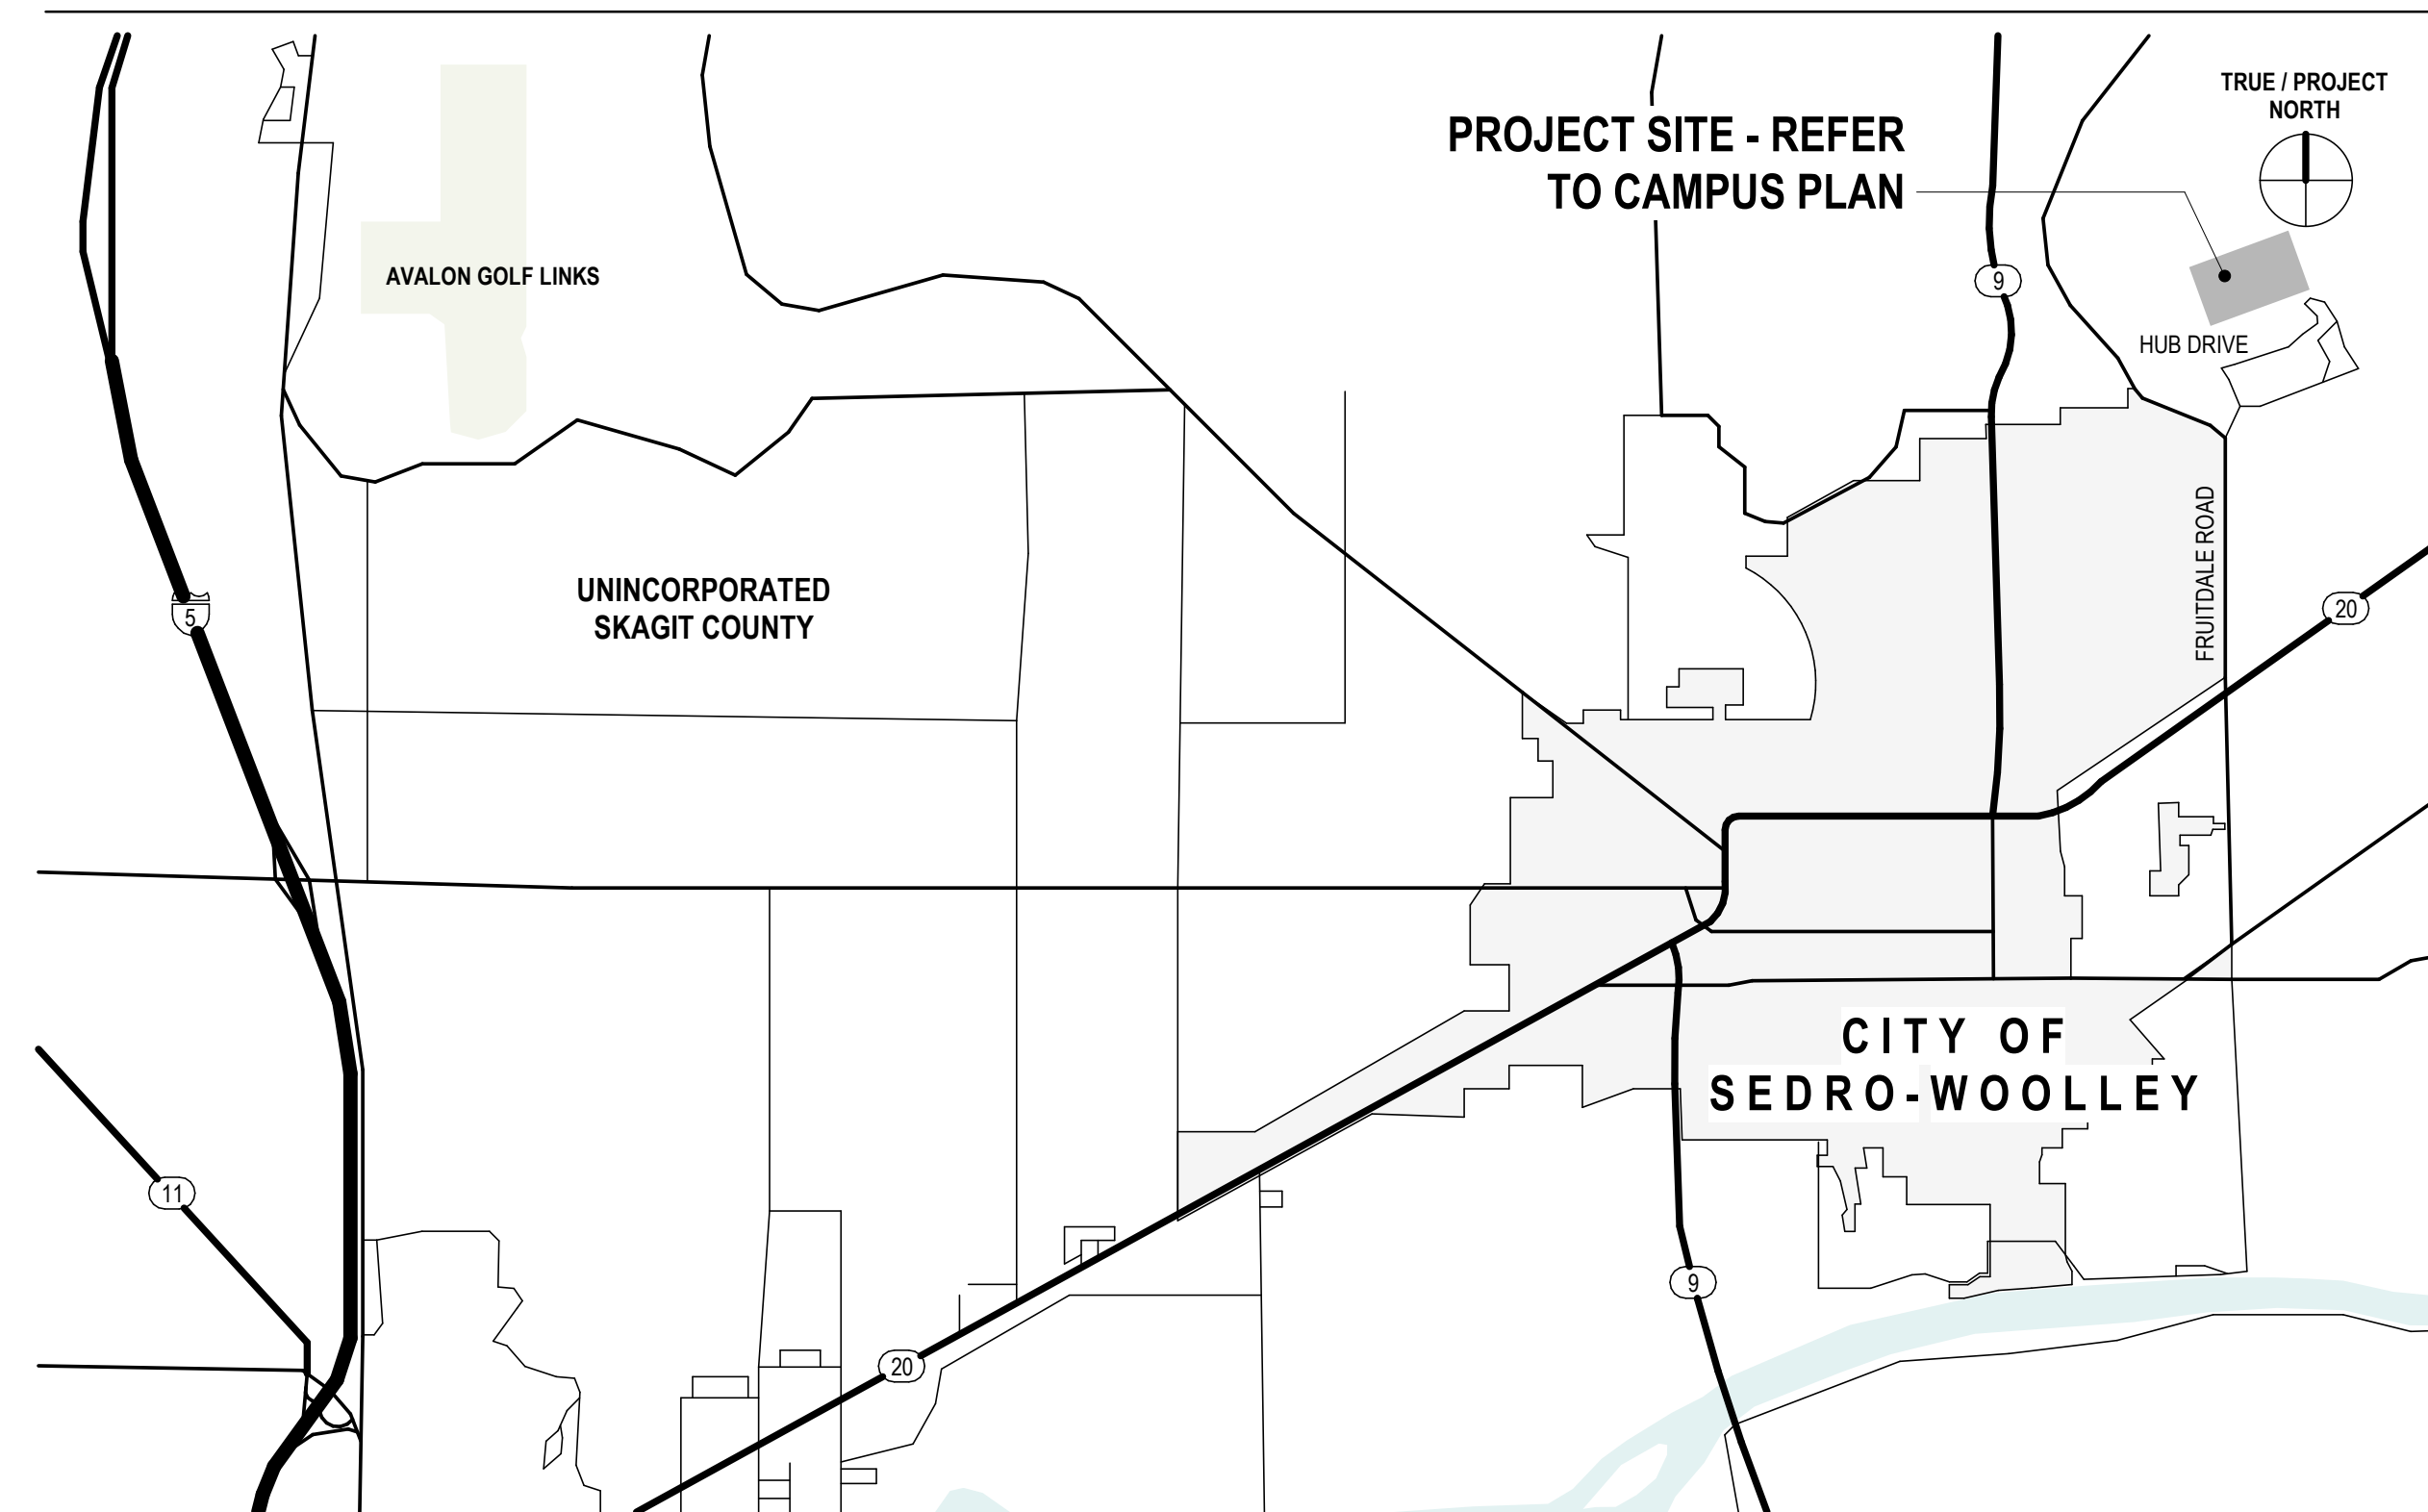 TRUE / PROJECT
NORTH
PROJECT SITE - REFER
TO CAMPUS PLAN
AVALON GOLF LINKS
9
HUB DRIVE
FRUITDALE ROAD
UNINCORPORATED
SKAGIT COUNTY
5
20
CITY OF
SEDRO-WOOLLEY
11
9
20